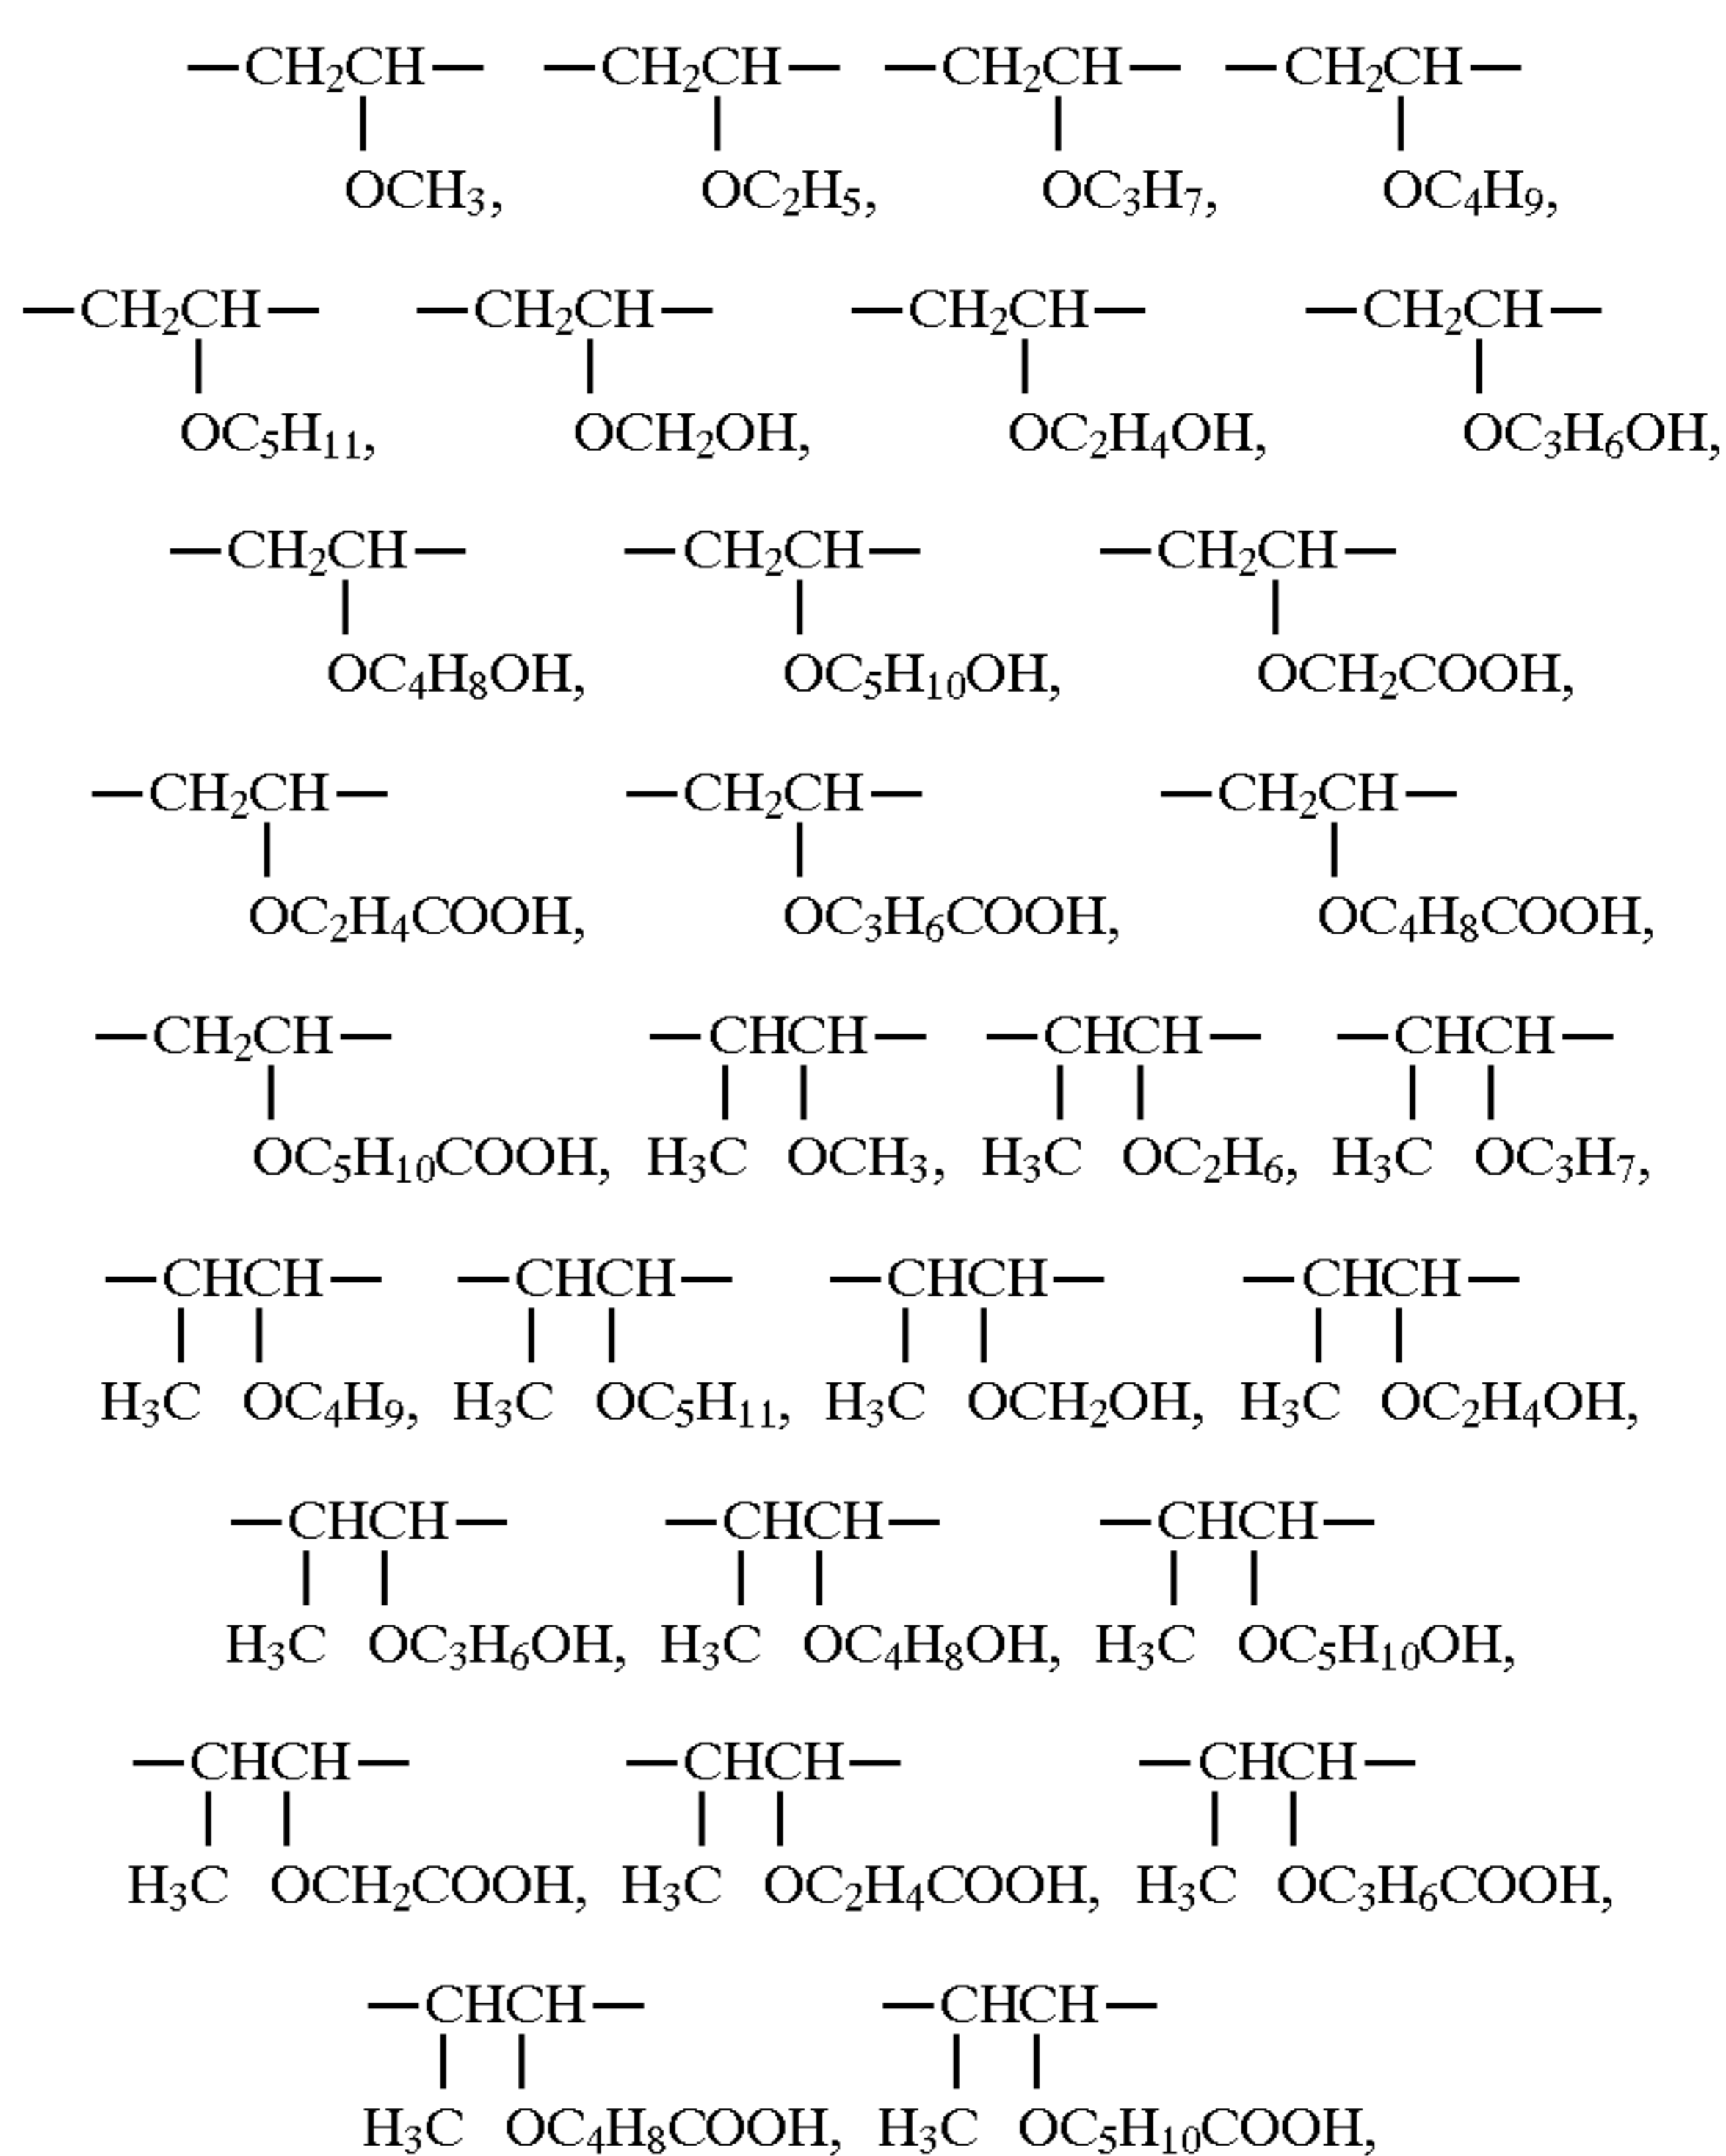 —CH₂CH— —CH₂CH— —CH₂CH— —CH₂CH—
OCH₃, OC₂H₅, OC₃H₇, OC₄H₉,
—CH₂CH— —CH₂CH— —CH₂CH— —CH₂CH—
OC₅H₁₁, OCH₂OH, OC₂H₄OH, OC₃H₆OH,
—CH₂CH— —CH₂CH— —CH₂CH—
OC₄H₈OH, OC₅H₁₀OH, OCH₂COOH,
—CH₂CH— —CH₂CH— —CH₂CH—
OC₂H₄COOH, OC₃H₆COOH, OC₄H₈COOH,
—CH₂CH— —CHCH— —CHCH— —CHCH—
OC₅H₁₀COOH, H₃C OCH₃, H₃C OC₂H₆, H₃C OC₃H₇,
—CHCH— —CHCH— —CHCH— —CHCH—
H₃C OC₄H₉, H₃C OC₅H₁₁, H₃C OCH₂OH, H₃C OC₂H₄OH,
—CHCH— —CHCH— —CHCH—
H₃C OC₃H₆OH, H₃C OC₄H₈OH, H₃C OC₅H₁₀OH,
—CHCH— —CHCH— —CHCH—
H₃C OCH₂COOH, H₃C OC₂H₄COOH, H₃C OC₃H₆COOH,
—CHCH— —CHCH—
H₃C OC₄H₈COOH, H₃C OC₅H₁₀COOH,